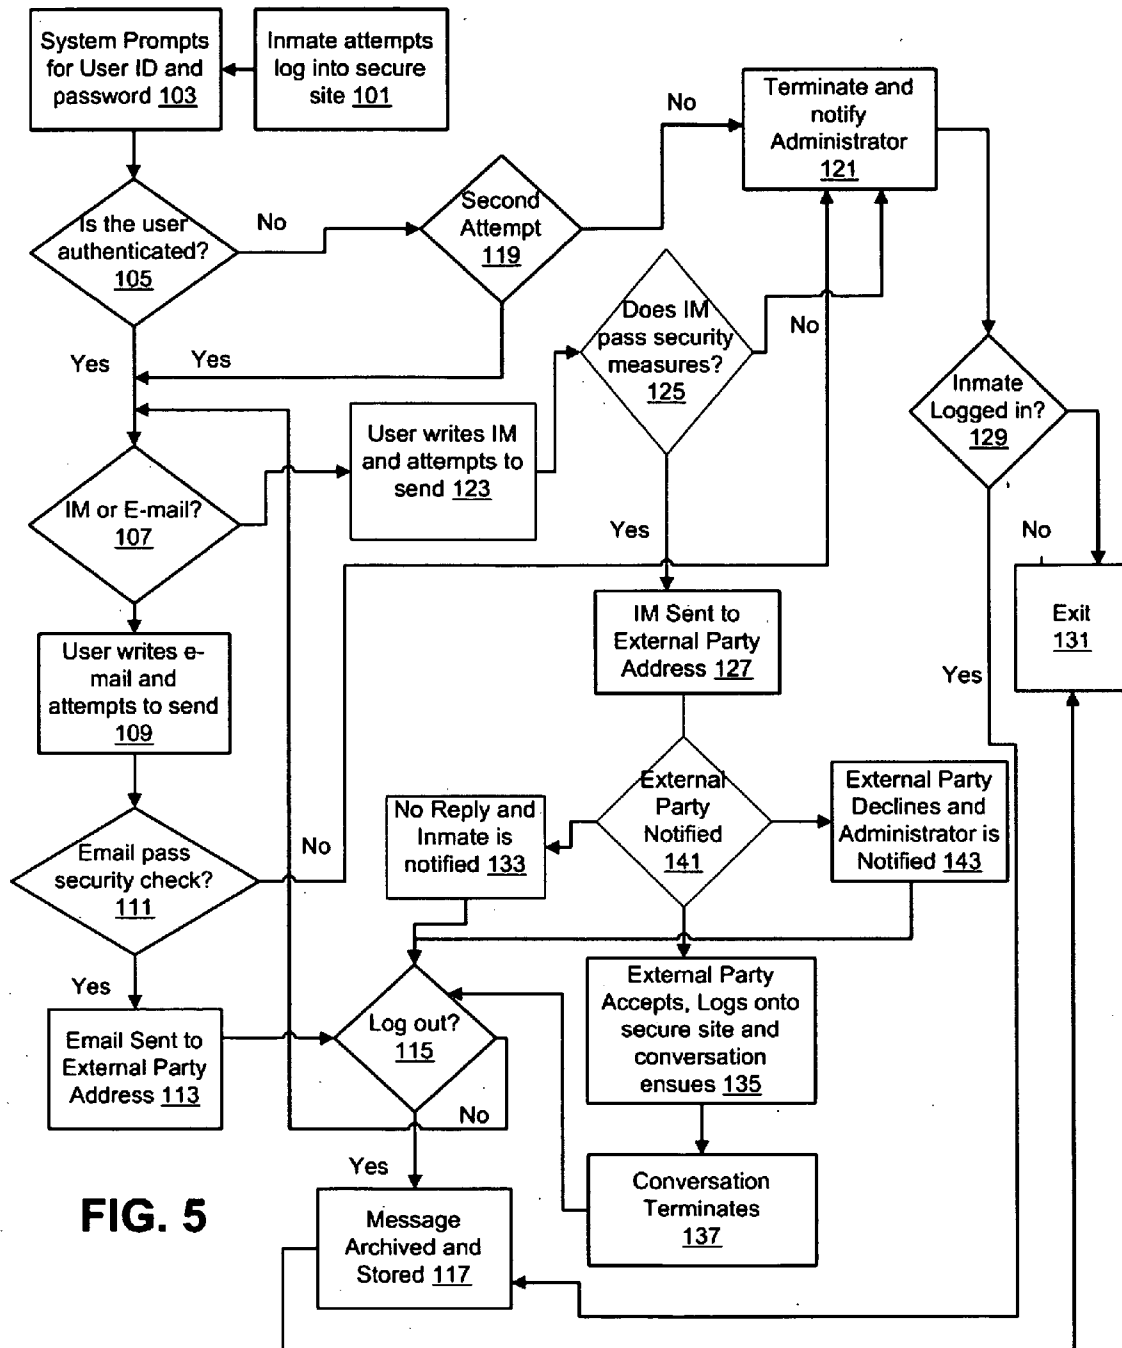 System Prompts
for User ID and
password 103
Inmate attempts
log into secure
site 101
Terminate and
notify
Administrator
121
No
Second
Attempt
119
Is the user
authenticated?
105
No
Does IM
pass security
measures?
125
No
Yes
Yes
Inmate
Logged in?
129
User writes IM
and attempts to
send 123
IM or E-mail?
107
Yes
No
IM Sent to
External Party
Address 127
Exit
131
User writes e-
mail and
attempts to send
109
Yes
External
Party
Notified
141
External Party
Declines and
Administrator is
Notified 143
No Reply and
Inmate is
notified 133
Email pass
security check?
111
No
Yes
External Party
Accepts, Logs onto
secure site and
conversation
ensues 135
Log out?
115
Email Sent to
External Party
Address 113
No
Yes
Conversation
Terminates
137
FIG. 5
Message
Archived and
Stored 117